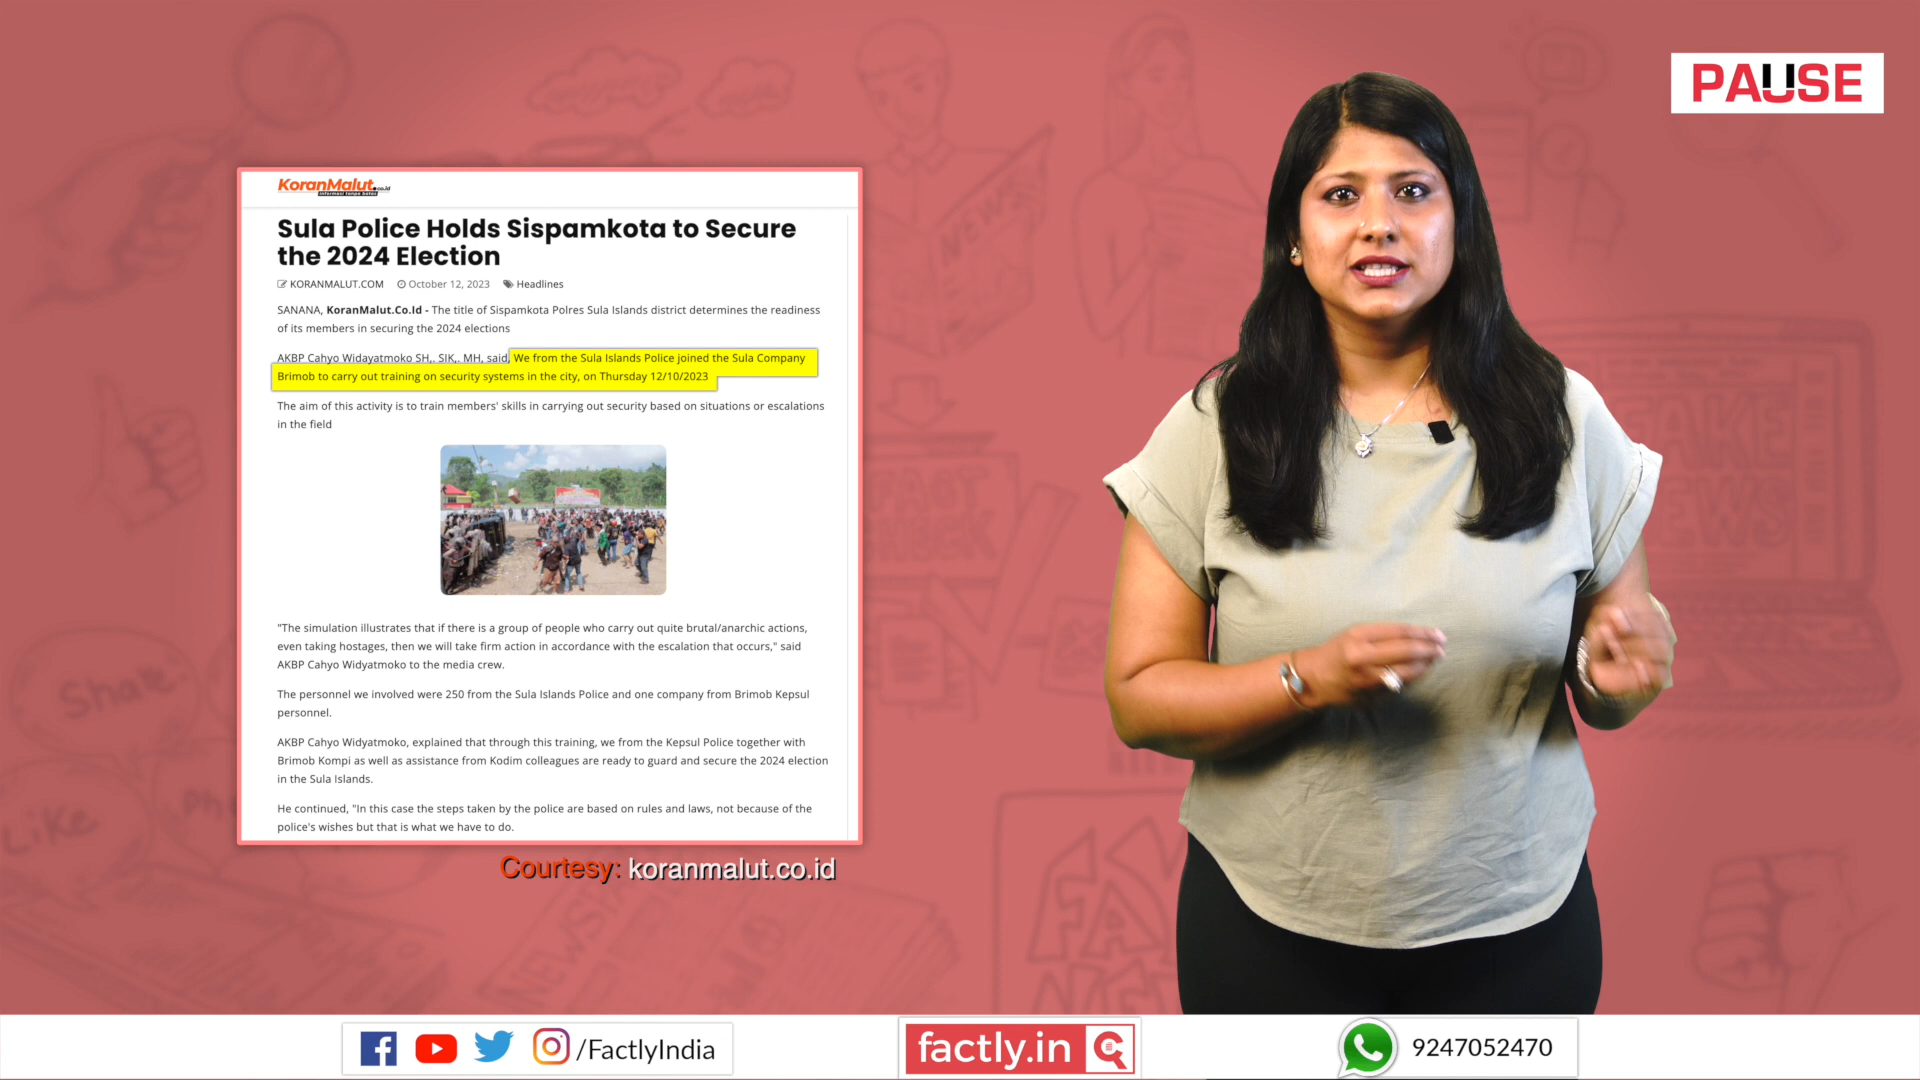 PAUSE
KoranMalut.co.id
informasi tanpa batas
Sula Police Holds Sispamkota to Secure
the 2024 Election
KORANMALUT.COM October 12, 2023 Headlines
SANANA, KoranMalut.Co.Id - The title of Sispamkota Polres Sula Islands district determines the readiness
of its members in securing the 2024 elections
AKBP Cahyo Widayatmoko SH,. SIK,. MH, said, We from the Sula Islands Police joined the Sula Company
Brimob to carry out training on security systems in the city, on Thursday 12/10/2023
The aim of this activity is to train members' skills in carrying out security based on situations or escalations
in the field
"The simulation illustrates that if there is a group of people who carry out quite brutal/anarchic actions,
even taking hostages, then we will take firm action in accordance with the escalation that occurs," said
AKBP Cahyo Widyatmoko to the media crew.
The personnel we involved were 250 from the Sula Islands Police and one company from Brimob Kepsul
personnel.
AKBP Cahyo Widyatmoko, explained that through this training, we from the Kepsul Police together with
Brimob Kompi as well as assistance from Kodim colleagues are ready to guard and secure the 2024 election
in the Sula Islands.
He continued, "In this case the steps taken by the police are based on rules and laws, not because of the
police's wishes but that is what we have to do.
Courtesy: koranmalut.co.id
NEWS
FAKE
NEWS
Share
Like
/FactlyIndia
factly.in
9247052470